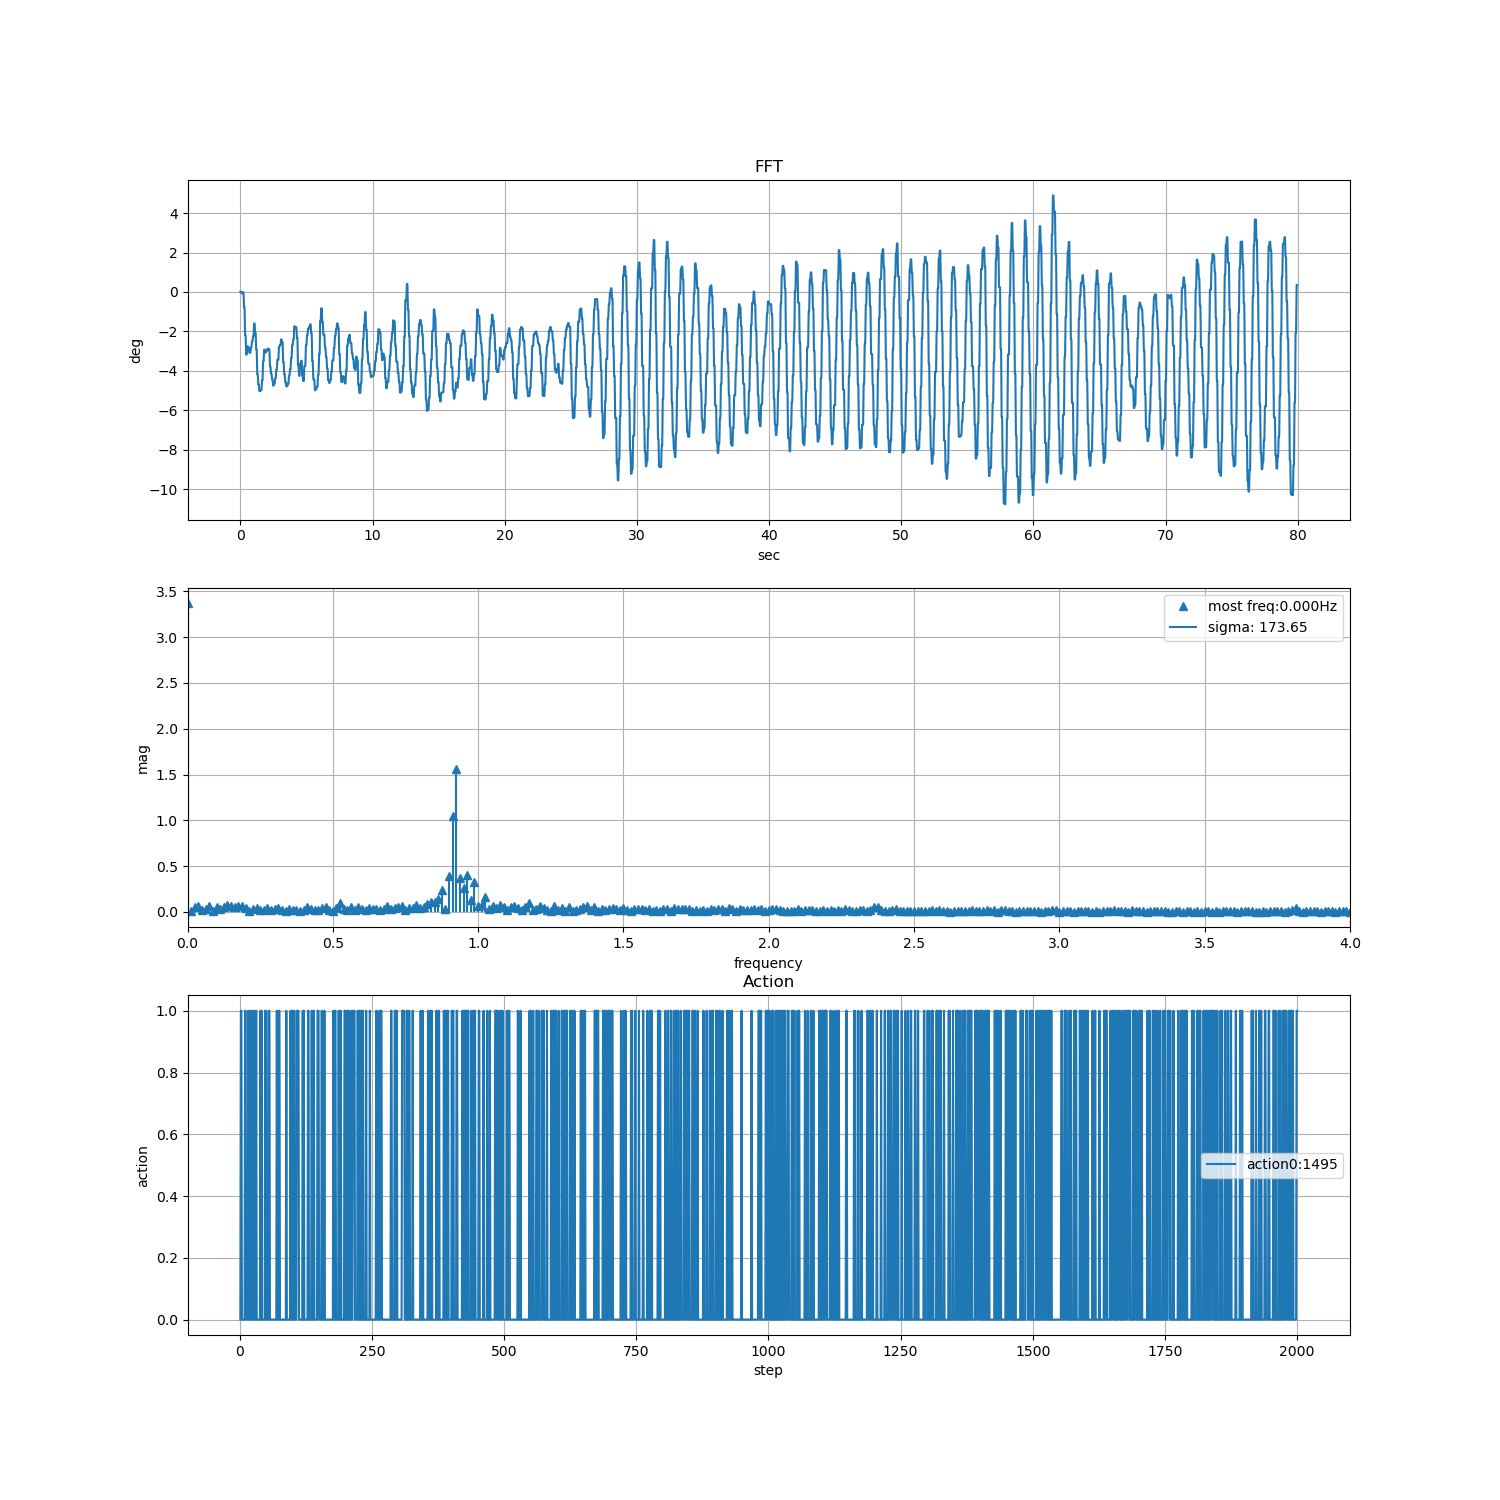 FFT
4
2
0
−2
−4
−6
−8
−10
deg
0 10 20 30 40 50 60 70 80
sec
3.5
3.0
2.5
2.0
1.5
1.0
0.5
0.0
mag
most freq:0.000Hz
sigma: 173.65
0.0 0.5 1.0 1.5 2.0 2.5 3.0 3.5 4.0
frequency
Action
1.0
0.8
0.6
0.4
0.2
0.0
action
action0:1495
0 250 500 750 1000 1250 1500 1750 2000
step